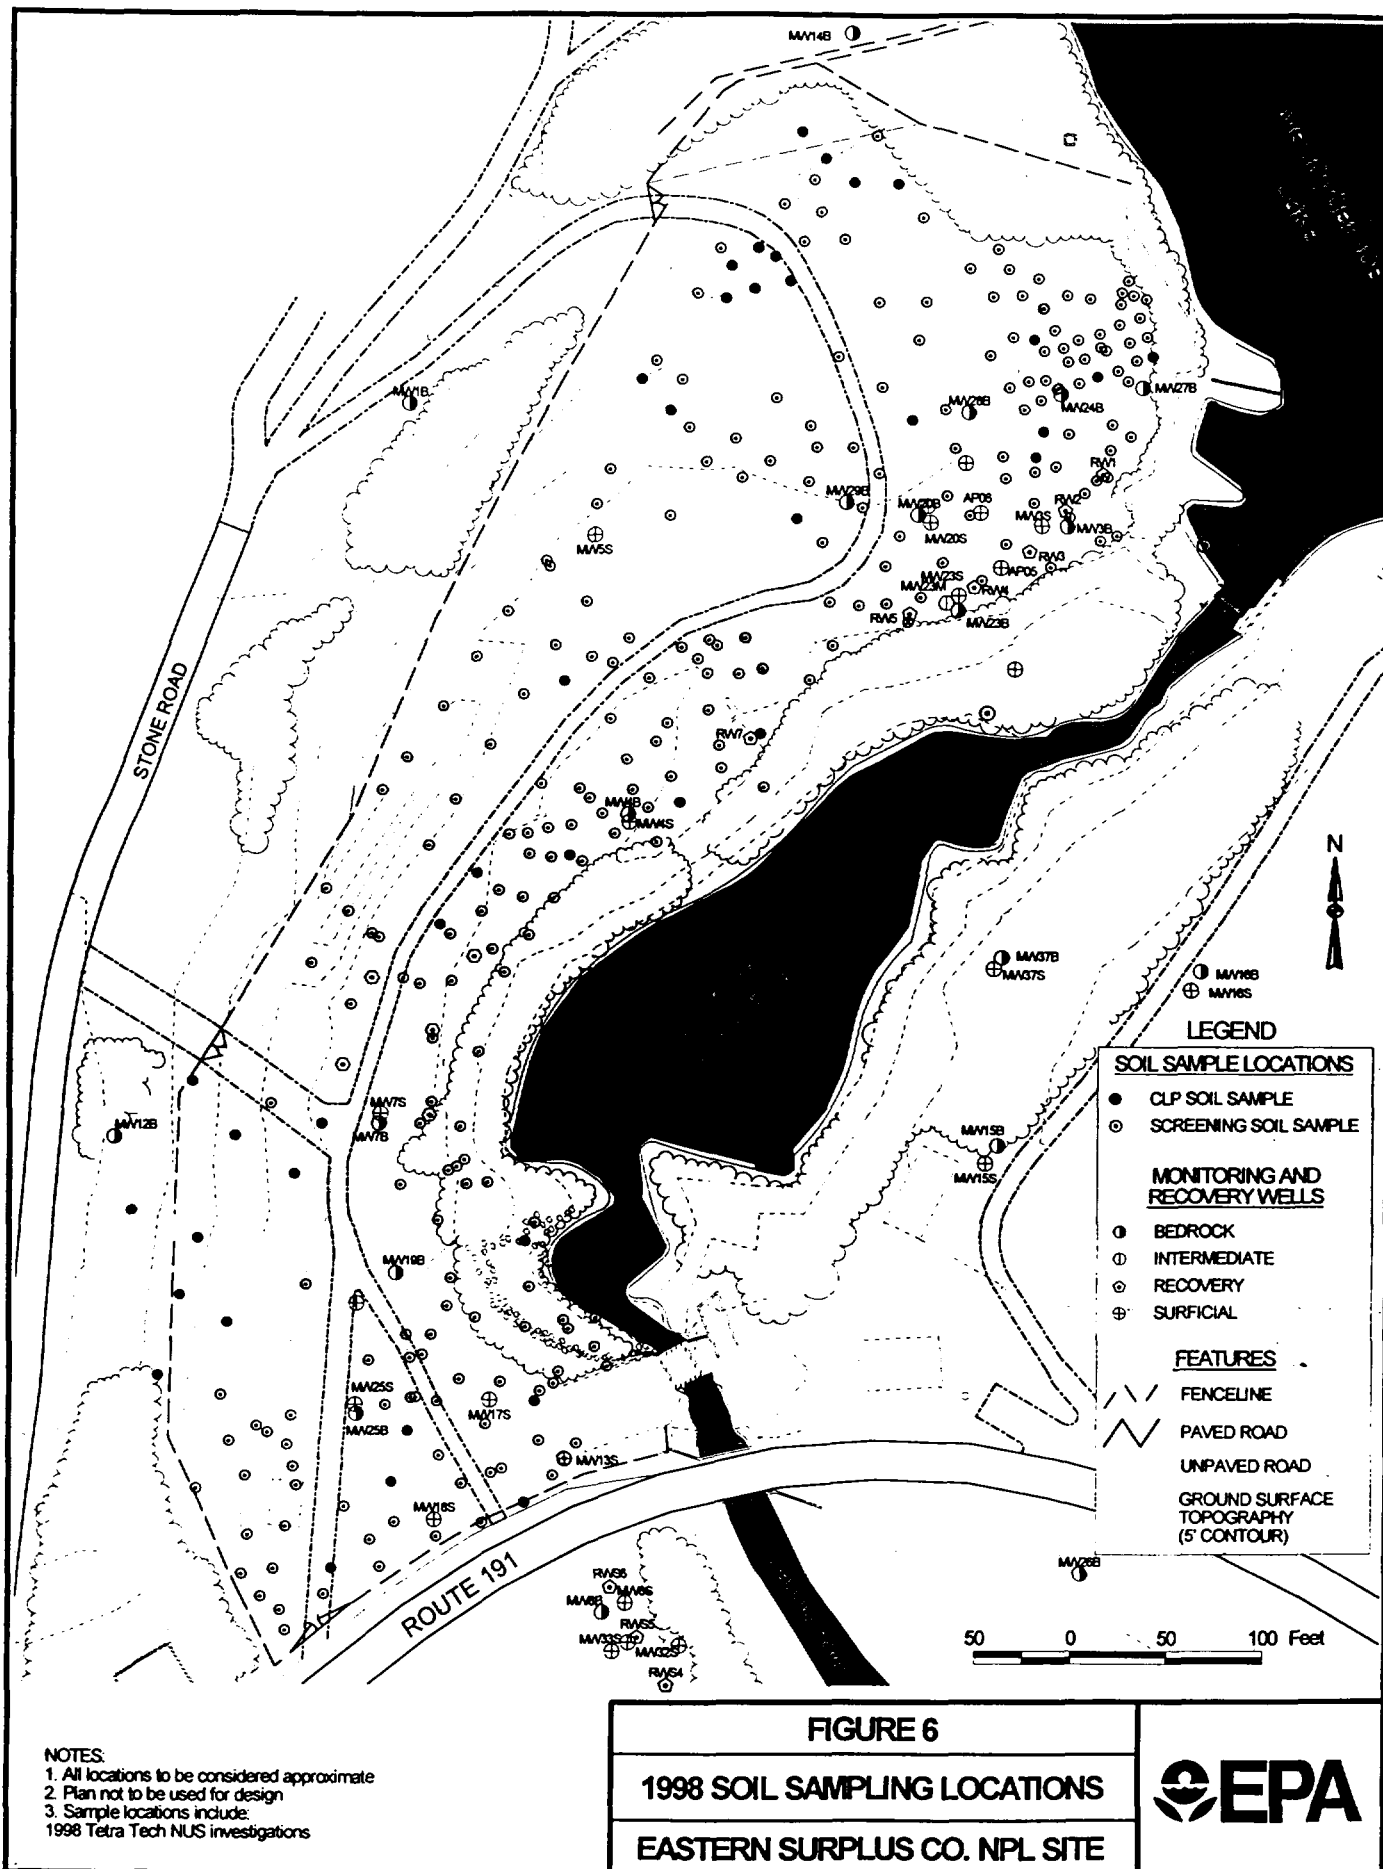 MW14B
MW1B
MW27B
MW28B
MW24B
RW1
MW29B
AP06
RW2
MW20B
MW3S
MW3B
MW20S
MW5S
RW3
MW23S
AP05
MW23M
RW4
RW5
MW23B
STONE ROAD
RW7
MW4B
MW4S
N
MW37B
MW37S
MW16B
MW16S
LEGEND
SOIL SAMPLE LOCATIONS
CLP SOIL SAMPLE
SCREENING SOIL SAMPLE
MONITORING AND
RECOVERY WELLS
BEDROCK
INTERMEDIATE
RECOVERY
SURFICIAL
FEATURES
FENCELINE
PAVED ROAD
UNPAVED ROAD
GROUND SURFACE
TOPOGRAPHY
(5' CONTOUR)
MW7S
MW7B
MW12B
MW15B
MW15S
MW19B
MW25S
MW25B
MW17S
MW13S
MW18S
ROUTE 191
MW26B
RWS6
MW6S
MW6B
RWS5
MW33S
MW32S
RWS4
50 0 50 100 Feet
NOTES:
1. All locations to be considered approximate
2. Plan not to be used for design
3. Sample locations include:
1998 Tetra Tech NUS investigations
FIGURE 6
1998 SOIL SAMPLING LOCATIONS
EASTERN SURPLUS CO. NPL SITE
EPA